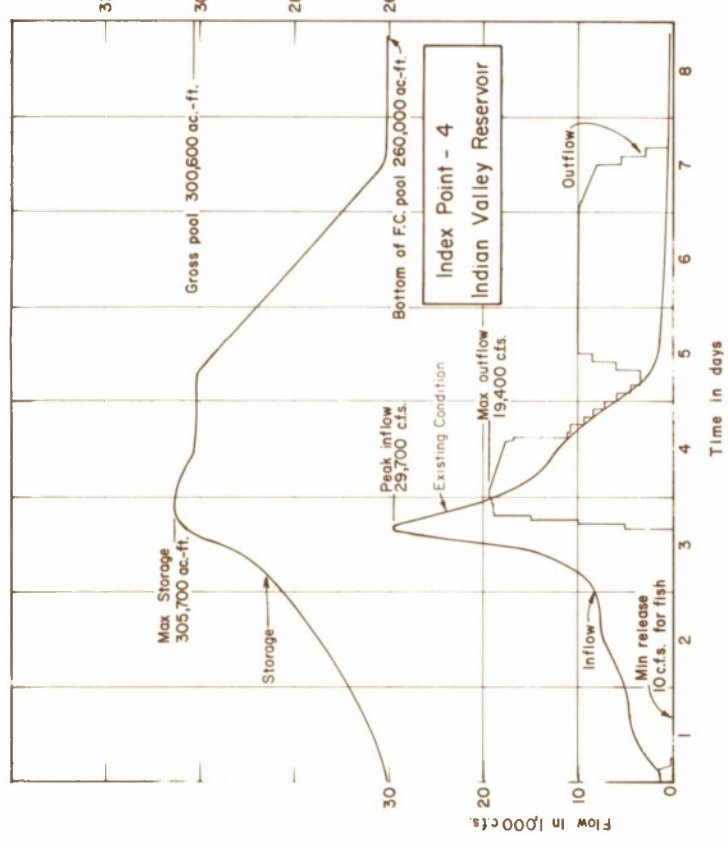 Gross pool 300,600 ac.-ft.
Max Storage
305,700 ac.-ft.
Storage
Bottom of F.C. pool 260,000 ac.-ft.
Index Point - 4
Indian Valley Reservoir
Peak inflow
29,700 c.f.s.
Existing Condition
Max outflow
19,400 c.f.s.
Outflow
Inflow
Min release
10 c.f.s. for fish
30
20
10
0
Flow in 1,000 c.f.s.
1 2 3 4 5 6 7 8
Time in days